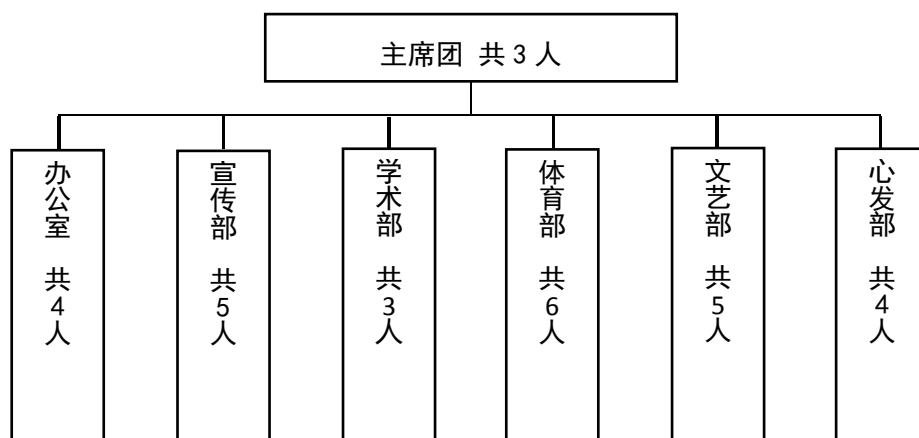 主席团 共3人
办公室 共4人
宣传部 共5人
学术部 共3人
体育部 共6人
文艺部 共5人
心发部 共4人